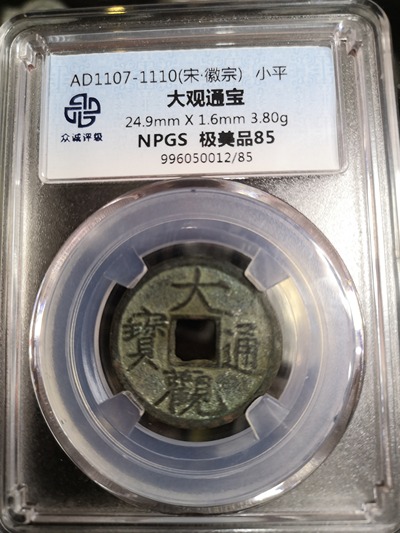 AD1107-1110(宋·徽宗) 小平
大观通宝
24.9mm X 1.6mm 3.80g
众诚评级
NPGS 极美品85
996050012/85
大
寶 通
觀